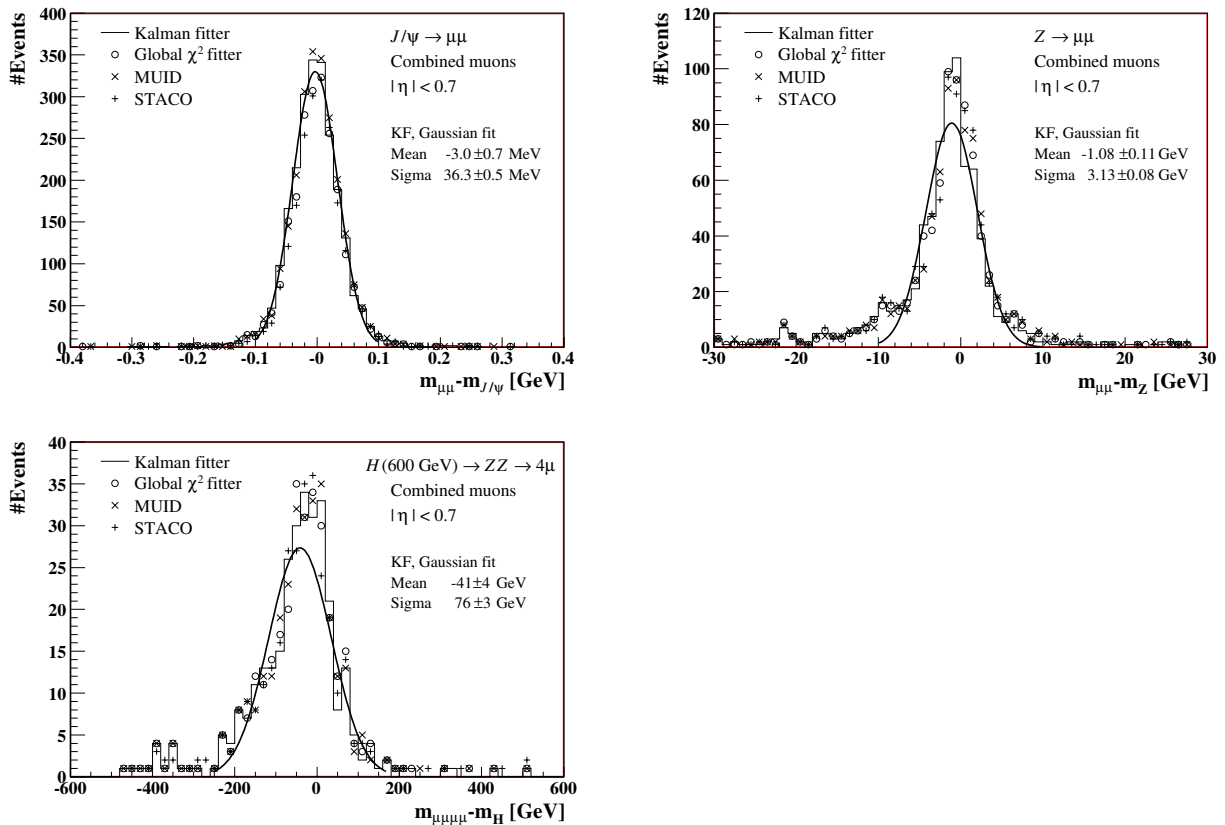 #Events
400
350
300
250
200
150
100
50
0
-0.4 -0.2 -0.1 -0 0.1 0.2 0.4
Kalman fitter
Global χ² fitter
MUID
STACO
J/ψ → μμ
Combined muons
| η | < 0.7
KF, Gaussian fit
Mean -3.0±0.7 MeV
Sigma 36.3±0.5 MeV
m_μμ-m_J/ψ [GeV]
#Events
120
100
80
60
40
20
0
-30 -20 -10 0 10 20 30
Kalman fitter
Global χ² fitter
MUID
STACO
Z → μμ
Combined muons
| η | < 0.7
KF, Gaussian fit
Mean -1.08 ±0.11 GeV
Sigma 3.13±0.08 GeV
m_μμ-m_Z [GeV]
#Events
40
35
30
25
20
15
10
5
0
-600 -400 -200 0 200 400 600
Kalman fitter
Global χ² fitter
MUID
STACO
H (600 GeV) → ZZ → 4μ
Combined muons
| η | < 0.7
KF, Gaussian fit
Mean -41±4 GeV
Sigma 76±3 GeV
m_μμμμ-m_H [GeV]